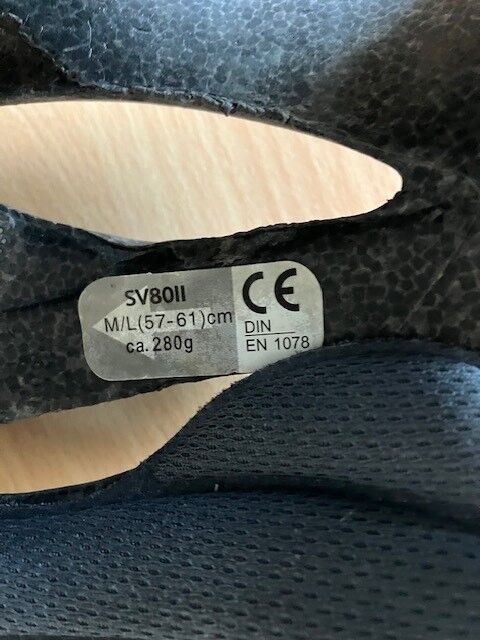 SV80II
M/L(57-61)cm
ca. 280g
CE
DIN
EN 1078